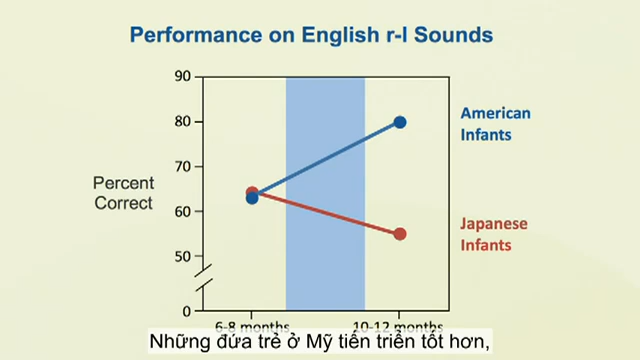 Performance on English r-l Sounds
90
80
70
60
50
0
Percent
Correct
American
Infants
Japanese
Infants
6-8 months
10-12 months
Những đứa trẻ ở Mỹ tiến triển tốt hơn,